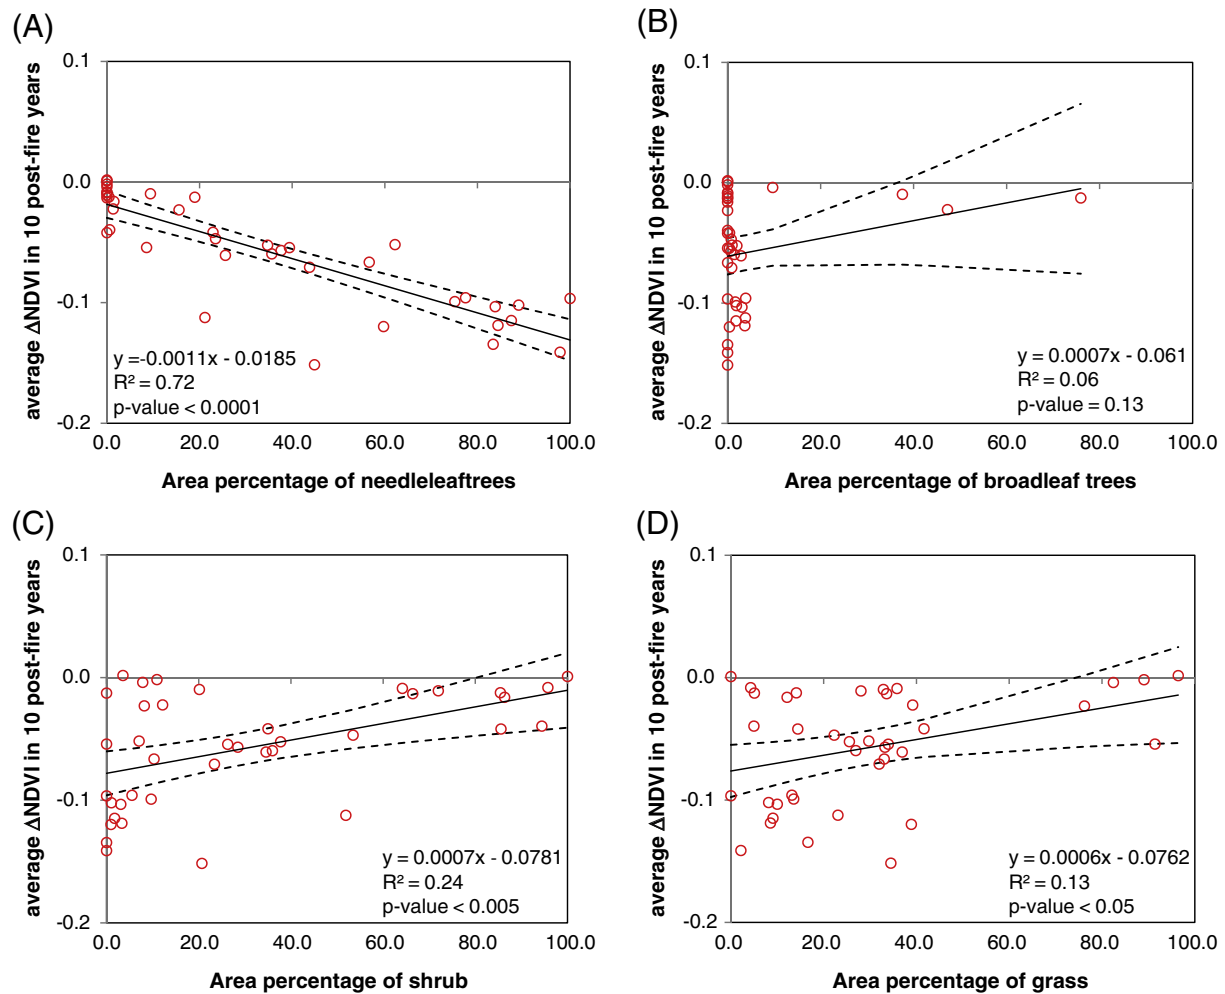 (A)
average ΔNDVI in 10 post-fire years
0.1
0.0
-0.1
-0.2
y =-0.0011x - 0.0185
R² = 0.72
p-value < 0.0001
0.0 20.0 40.0 60.0 80.0 100.0
Area percentage of needleleaftrees
(B)
average ΔNDVI in 10 post-fire years
0.1
0.0
-0.1
-0.2
y = 0.0007x - 0.061
R² = 0.06
p-value = 0.13
0.0 20.0 40.0 60.0 80.0 100.0
Area percentage of broadleaf trees
(C)
average ΔNDVI in 10 post-fire years
0.1
0.0
-0.1
-0.2
y = 0.0007x - 0.0781
R² = 0.24
p-value < 0.005
0.0 20.0 40.0 60.0 80.0 100.0
Area percentage of shrub
(D)
average ΔNDVI in 10 post-fire years
0.1
0.0
-0.1
-0.2
y = 0.0006x - 0.0762
R² = 0.13
p-value < 0.05
0.0 20.0 40.0 60.0 80.0 100.0
Area percentage of grass